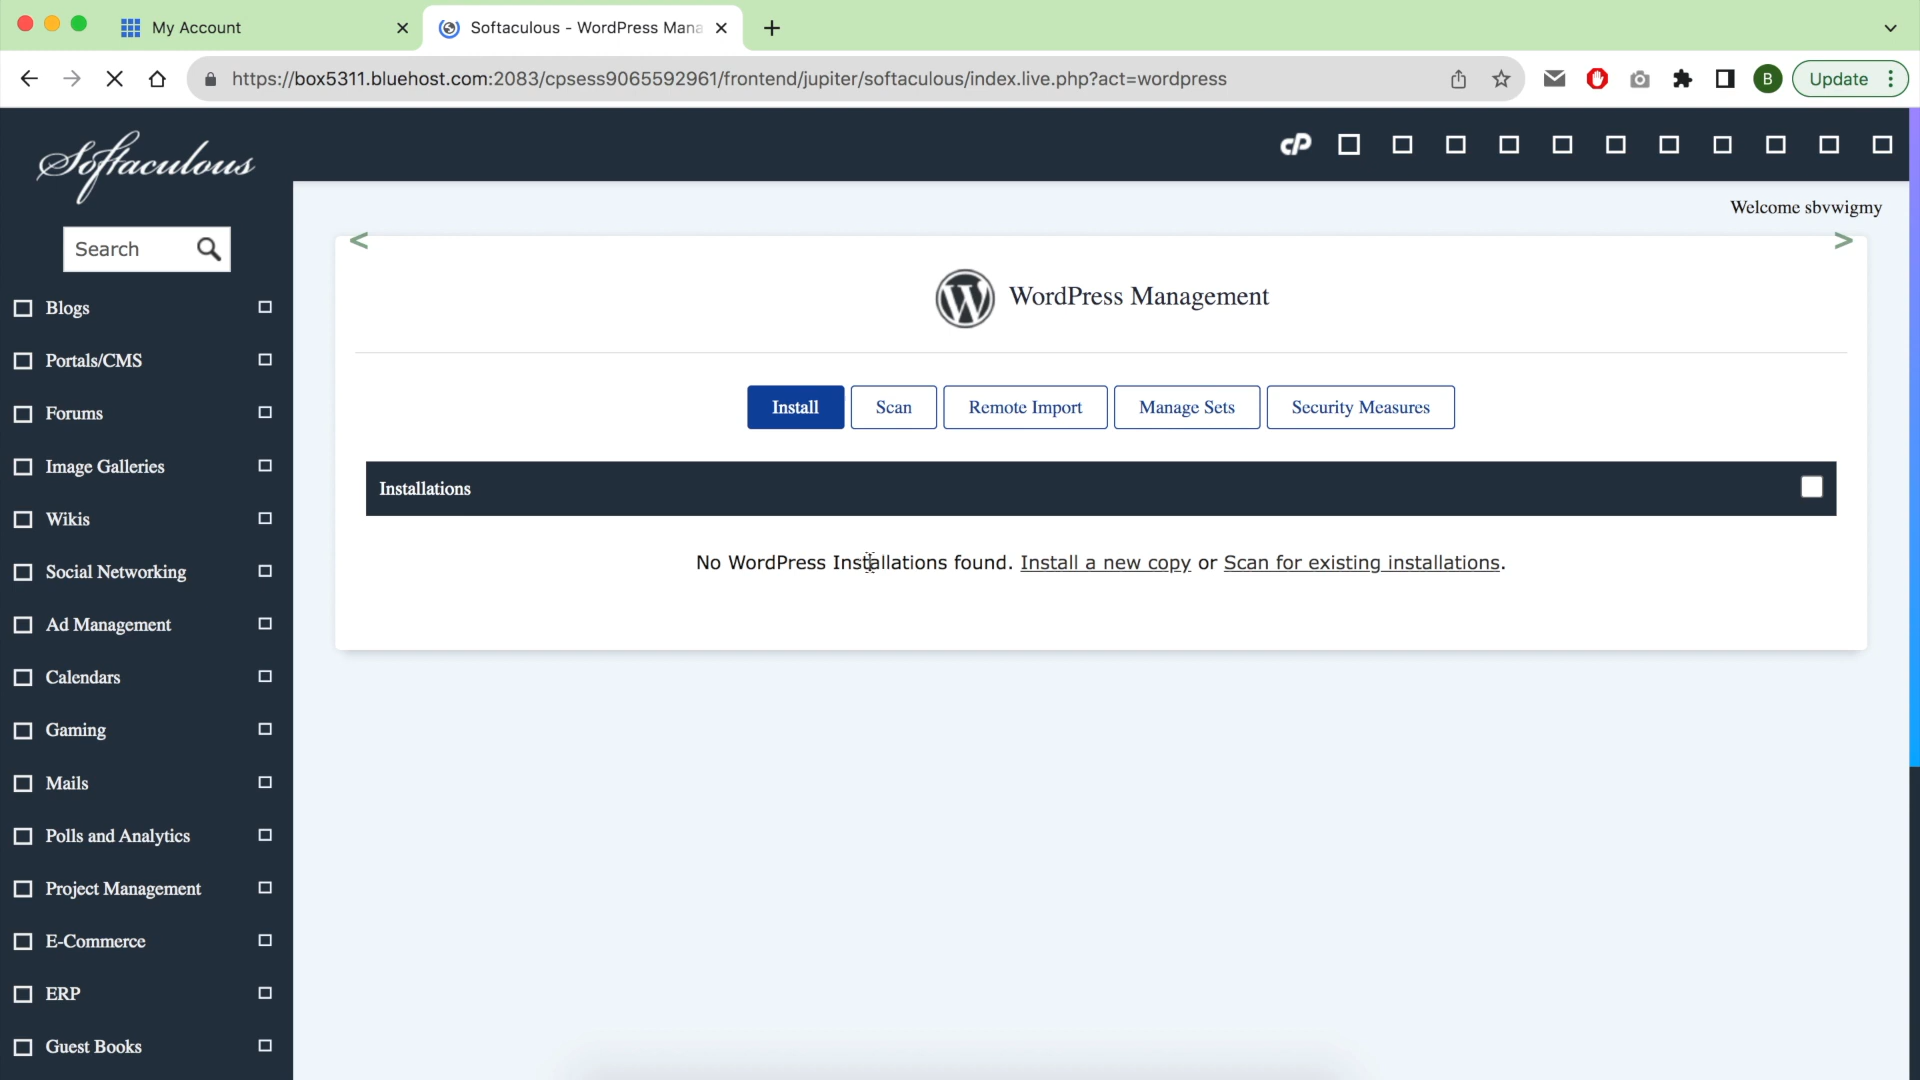 My Account
Softaculous - WordPress Mana
https://box5311.bluehost.com:2083/cpsess9065592961/frontend/jupiter/softaculous/index.live.php?act=wordpress
B
Update
Softaculous
cP
Welcome sbvwigmy
Search
< >
WordPress Management
Install Scan Remote Import Manage Sets Security Measures
Installations
No WordPress Installations found. Install a new copy or Scan for existing installations.
Blogs
Portals/CMS
Forums
Image Galleries
Wikis
Social Networking
Ad Management
Calendars
Gaming
Mails
Polls and Analytics
Project Management
E-Commerce
ERP
Guest Books